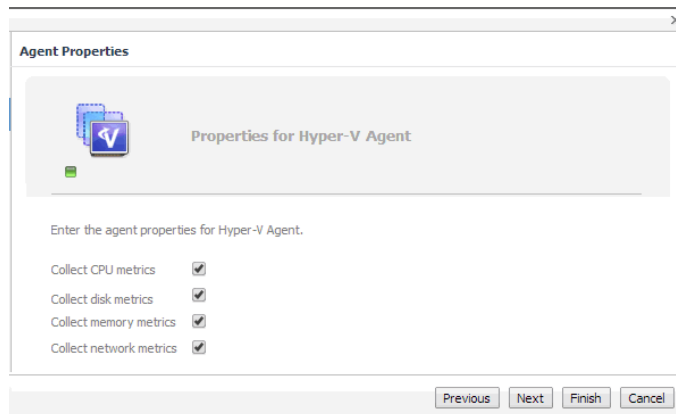 Agent Properties
Properties for Hyper-V Agent
Enter the agent properties for Hyper-V Agent.
Collect CPU metrics
Collect disk metrics
Collect memory metrics
Collect network metrics
Previous Next Finish Cancel